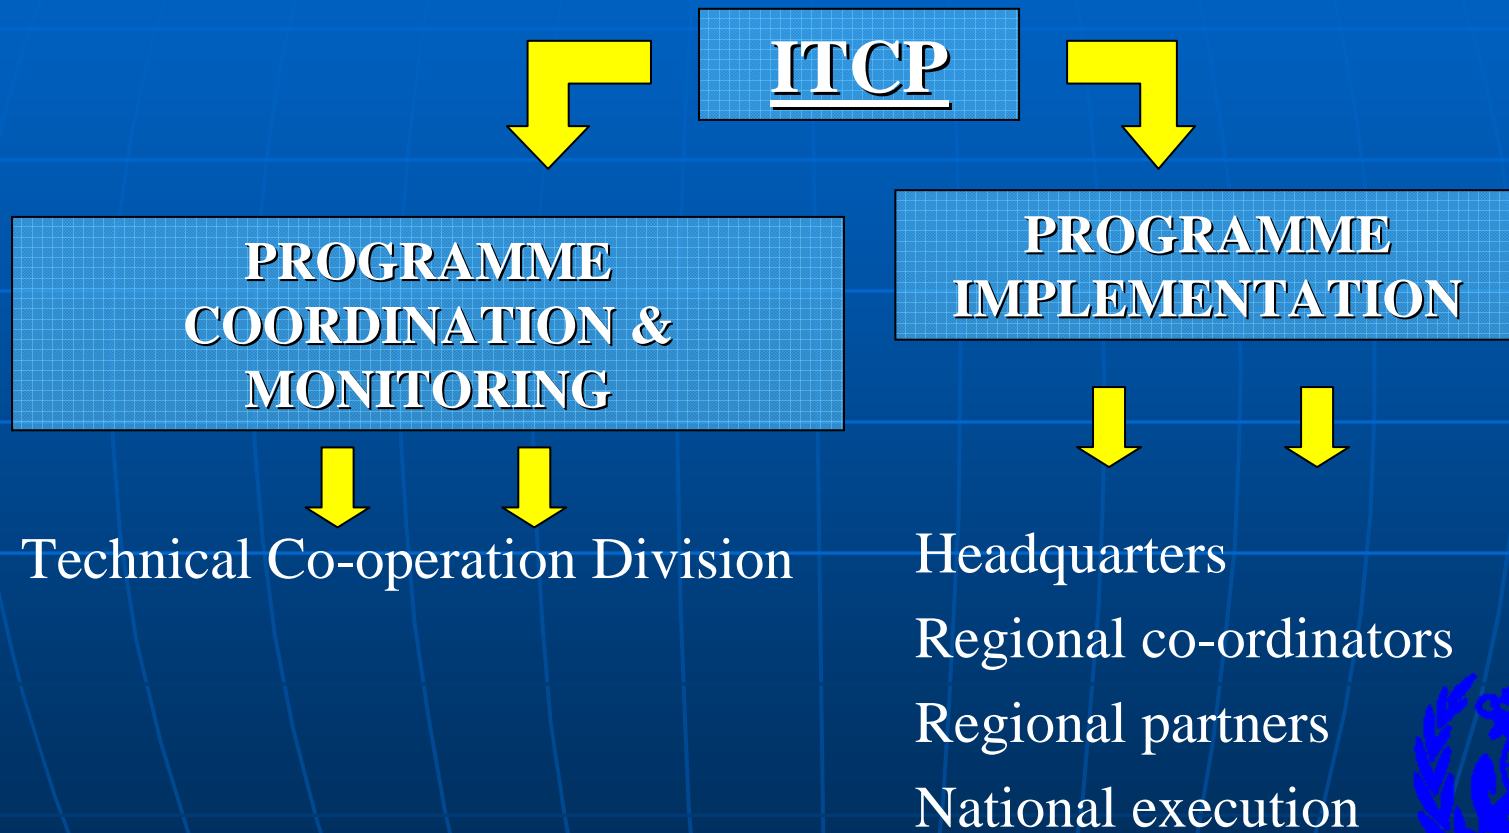 ITCP
PROGRAMME
COORDINATION &
MONITORING
Technical Co-operation Division
PROGRAMME
IMPLEMENTATION
Headquarters
Regional co-ordinators
Regional partners
National execution